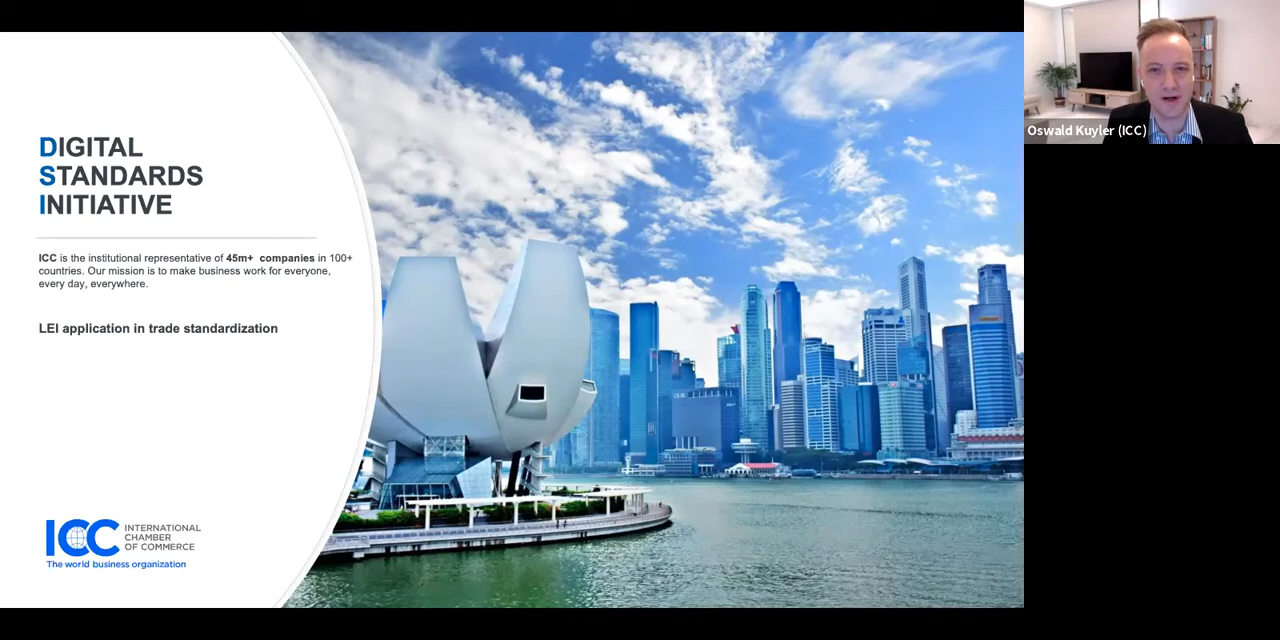 DIGITAL
STANDARDS
INITIATIVE
ICC is the institutional representative of 45m+ companies in 100+
countries. Our mission is to make business work for everyone,
every day, everywhere.
LEI application in trade standardization
ICC INTERNATIONAL
CHAMBER
OF COMMERCE
The world business organization
Oswald Kuyler (ICC)